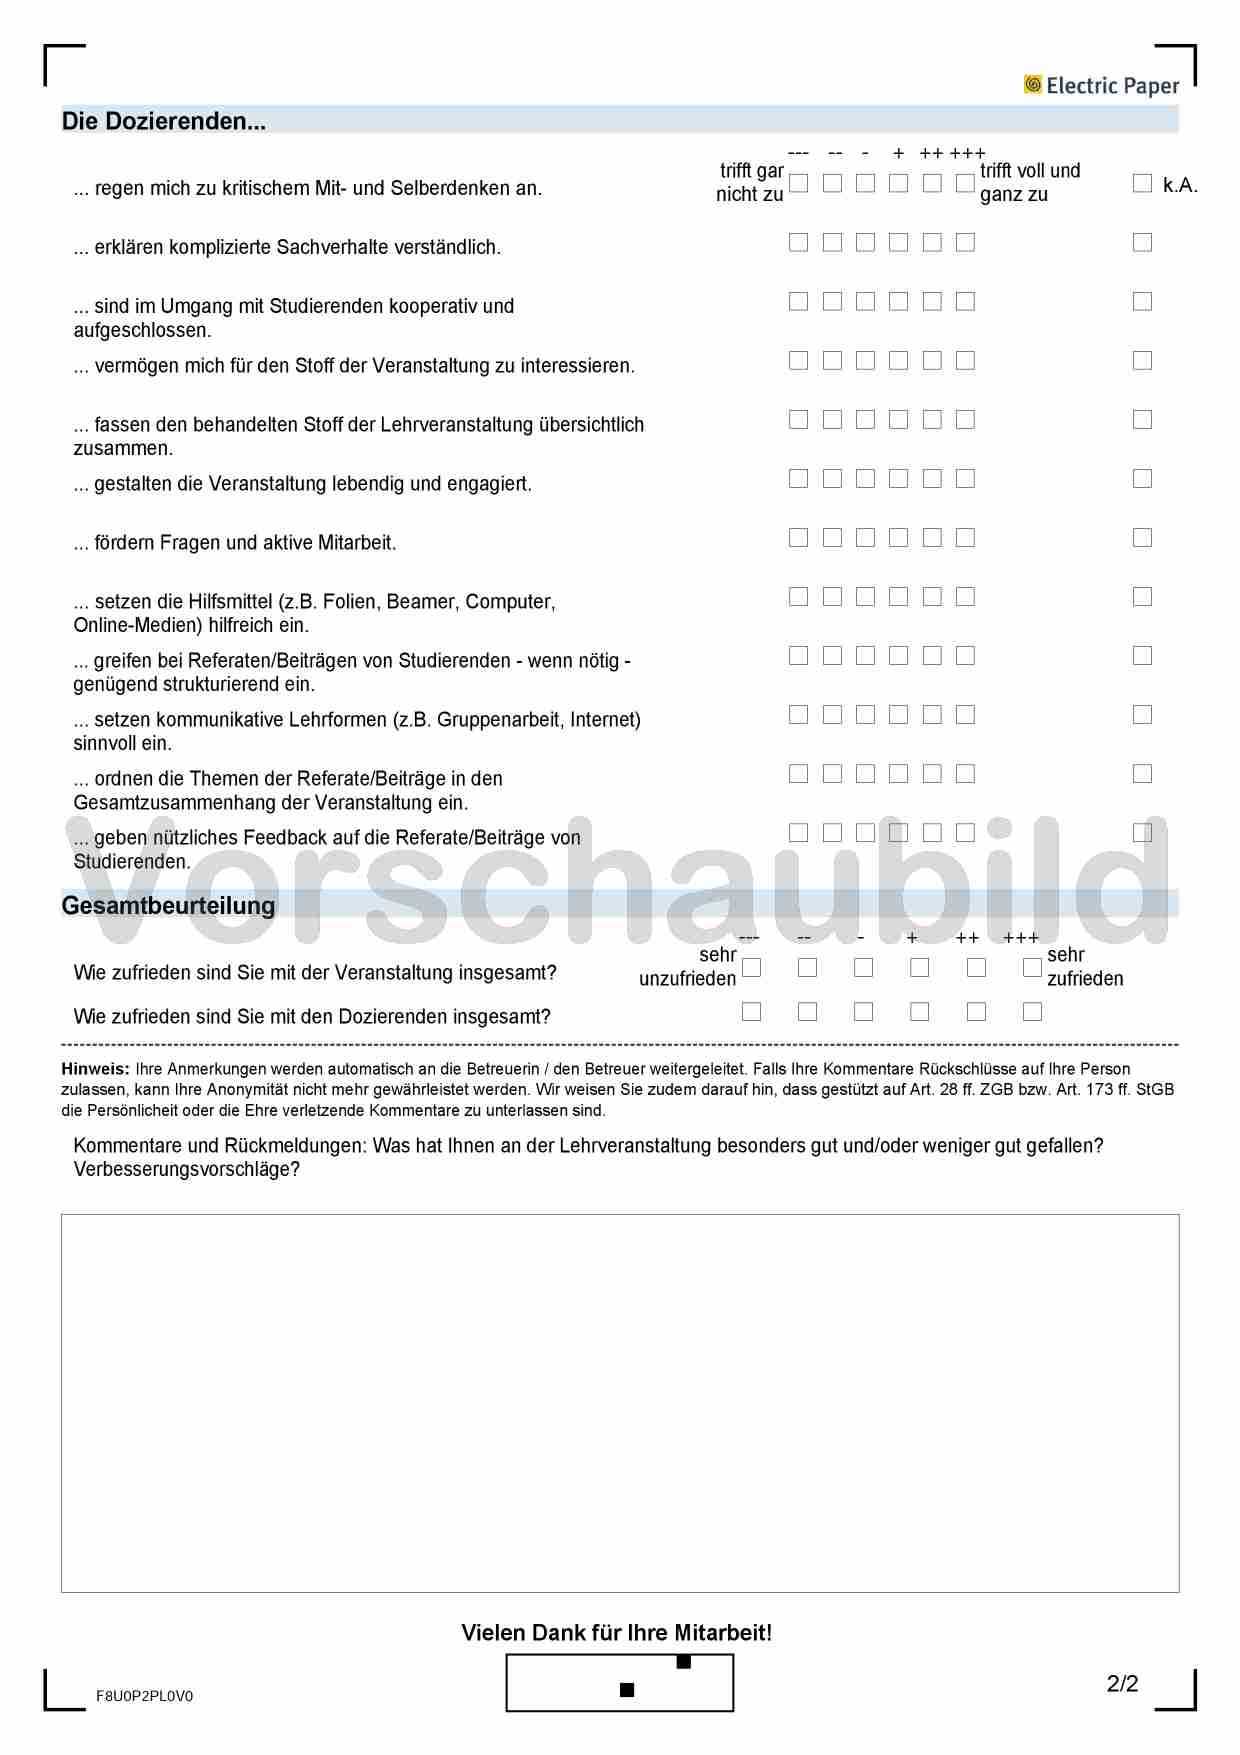 Electric Paper
Die Dozierenden...
--- -- - + ++ +++
... regen mich zu kritischem Mit- und Selberdenken an.
trifft gar
nicht zu
trifft voll und
ganz zu
k.A.
... erklären komplizierte Sachverhalte verständlich.
... sind im Umgang mit Studierenden kooperativ und
aufgeschlossen.
... vermögen mich für den Stoff der Veranstaltung zu interessieren.
... fassen den behandelten Stoff der Lehrveranstaltung übersichtlich
zusammen.
... gestalten die Veranstaltung lebendig und engagiert.
... fördern Fragen und aktive Mitarbeit.
... setzen die Hilfsmittel (z.B. Folien, Beamer, Computer,
Online-Medien) hilfreich ein.
... greifen bei Referaten/Beiträgen von Studierenden - wenn nötig -
genügend strukturierend ein.
... setzen kommunikative Lehrformen (z.B. Gruppenarbeit, Internet)
sinnvoll ein.
... ordnen die Themen der Referate/Beiträge in den
Gesamtzusammenhang der Veranstaltung ein.
... geben nützliches Feedback auf die Referate/Beiträge von
Studierenden.
Vorschaubild
Gesamtbeurteilung
--- -- - + ++ +++
Wie zufrieden sind Sie mit der Veranstaltung insgesamt?
sehr
unzufrieden
sehr
zufrieden
Wie zufrieden sind Sie mit den Dozierenden insgesamt?
Hinweis: Ihre Anmerkungen werden automatisch an die Betreuerin / den Betreuer weitergeleitet. Falls Ihre Kommentare Rückschlüsse auf Ihre Person
zulassen, kann Ihre Anonymität nicht mehr gewährleistet werden. Wir weisen Sie zudem darauf hin, dass gestützt auf Art. 28 ff. ZGB bzw. Art. 173 ff. StGB
die Persönlicheit oder die Ehre verletzende Kommentare zu unterlassen sind.
Kommentare und Rückmeldungen: Was hat Ihnen an der Lehrveranstaltung besonders gut und/oder weniger gut gefallen?
Verbesserungsvorschläge?
Vielen Dank für Ihre Mitarbeit!
F8U0P2PL0V0
2/2